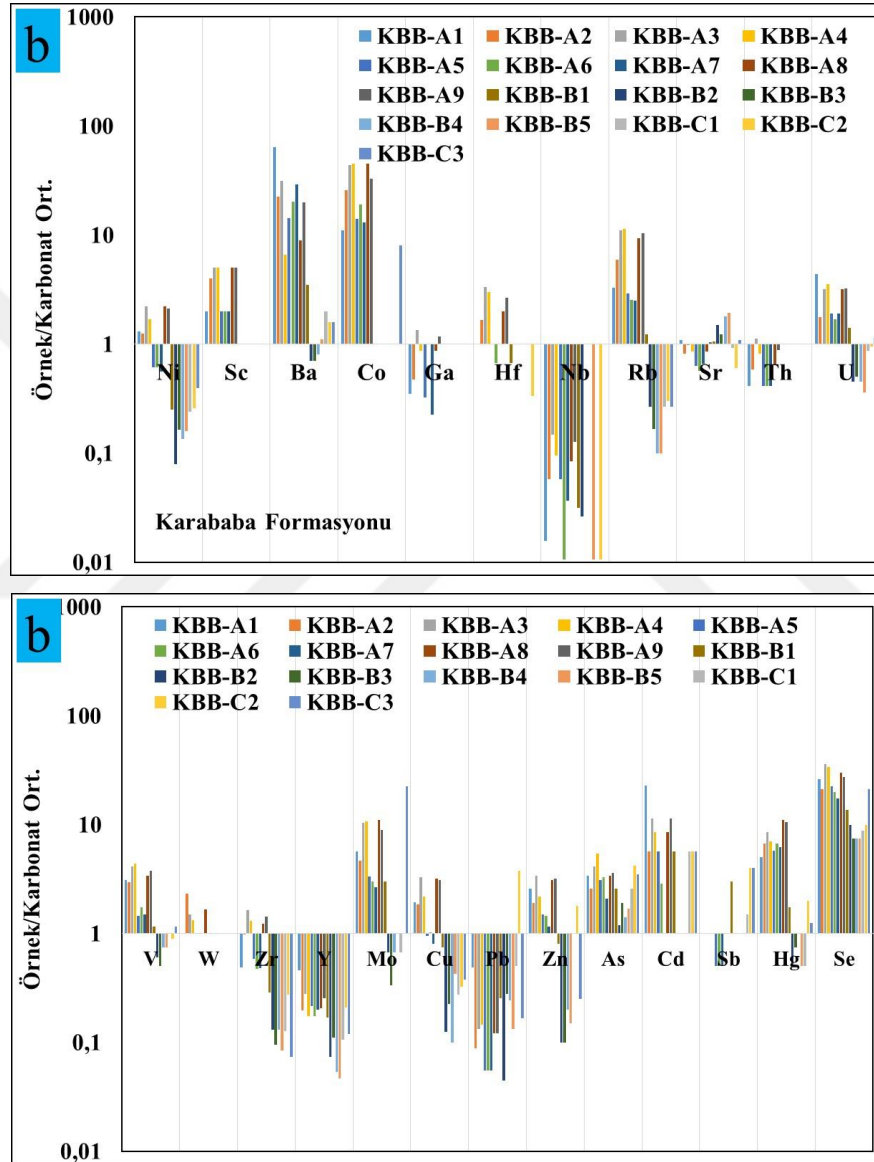 b
1000
100
10
1
0,1
0,01
Örnek/Karbonat Ort.
KBB-A1 KBB-A2 KBB-A3 KBB-A4
KBB-A5 KBB-A6 KBB-A7 KBB-A8
KBB-A9 KBB-B1 KBB-B2 KBB-B3
KBB-B4 KBB-B5 KBB-C1 KBB-C2
KBB-C3
Ni Sc Ba Co Ga Hf Nb Rb Sr Th U
Karababa Formasyonu
b
1000
100
10
1
0,1
0,01
Örnek/Karbonat Ort.
KBB-A1 KBB-A2 KBB-A3 KBB-A4 KBB-A5
KBB-A6 KBB-A7 KBB-A8 KBB-A9 KBB-B1
KBB-B2 KBB-B3 KBB-B4 KBB-B5 KBB-C1
KBB-C2 KBB-C3
V W Zr Y Mo Cu Pb Zn As Cd Sb Hg Se